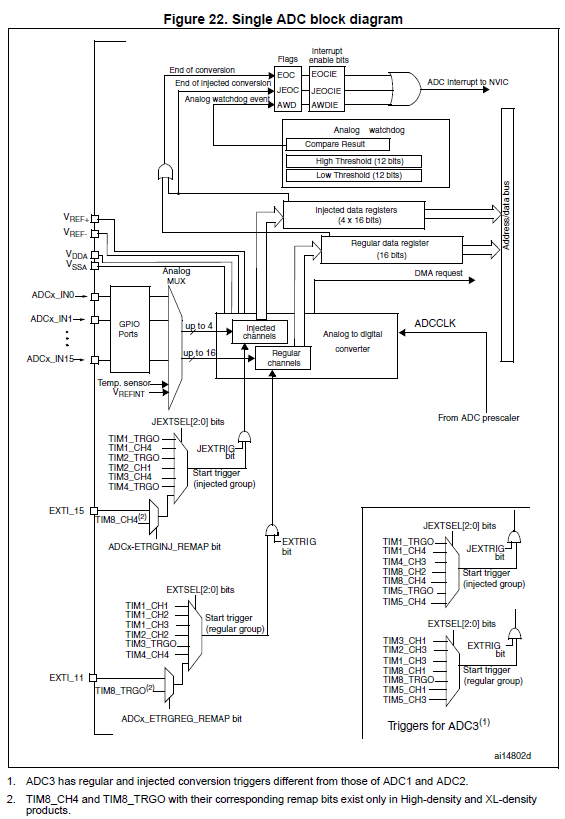 Figure 22. Single ADC block diagram
Flags
Interrupt
enable bits
End of conversion
EOC
EOCIE
End of injected conversion
JEOC
JEOCIE
Analog watchdog event
AWD
AWDIE
ADC Interrupt to NVIC
Analog watchdog
Compare Result
High Threshold (12 bits)
Low Threshold (12 bits)
Address/data bus
Injected data registers
(4 x 16 bits)
Regular data register
(16 bits)
VREF+
VREF-
VDDA
VSSA
Analog
MUX
DMA request
ADCx_IN0
ADCx_IN1
ADCx_IN15
GPIO
Ports
up to 4
up to 16
Injected
channels
Regular
channels
Analog to digital
converter
ADCCLK
Temp. sensor
VREFINT
From ADC prescaler
JEXTSEL[2:0] bits
TIM1_TRGO
TIM1_CH4
TIM2_TRGO
TIM2_CH1
TIM3_CH4
TIM4_TRGO
JEXTRIG
bit
Start trigger
(injected group)
EXTI_15
TIM8_CH4(2)
ADCx-ETRGINJ_REMAP bit
EXTRIG
bit
EXTSEL[2:0] bits
TIM1_CH1
TIM1_CH2
TIM1_CH3
TIM2_CH2
TIM3_TRGO
TIM4_CH4
Start trigger
(regular group)
EXTI_11
TIM8_TRGO(2)
ADCx_ETRGREG_REMAP bit
JEXTSEL[2:0] bits
TIM1_TRGO
TIM1_CH4
TIM4_CH3
TIM8_CH2
TIM8_CH4
TIM5_TRGO
TIM5_CH4
JEXTRIG
bit
Start trigger
(injected group)
EXTSEL[2:0] bits
TIM3_CH1
TIM2_CH3
TIM1_CH3
TIM8_CH1
TIM8_TRGO
TIM5_CH1
TIM5_CH3
EXTRIG
bit
Start trigger
(regular group)
Triggers for ADC3(1)
ai14802d
1. ADC3 has regular and injected conversion triggers different from those of ADC1 and ADC2.
2. TIM8_CH4 and TIM8_TRGO with their corresponding remap bits exist only in High-density and XL-density
products.